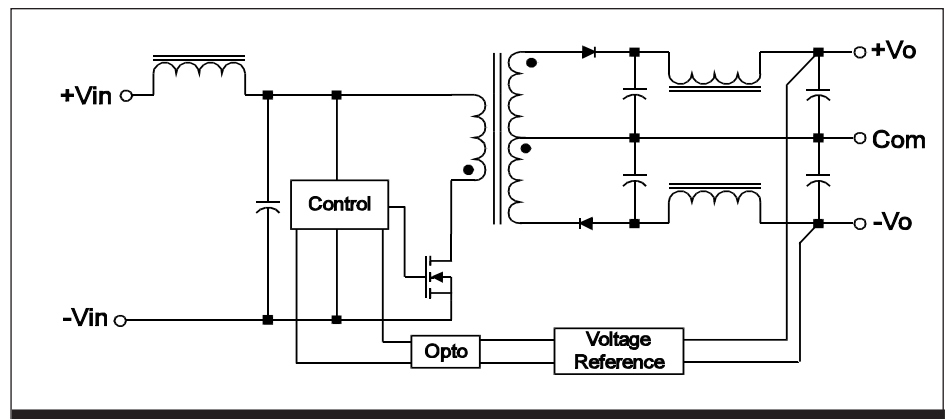 +Vo
+Vin
Com
Control
-Vo
-Vin
Opto
Voltage
Reference